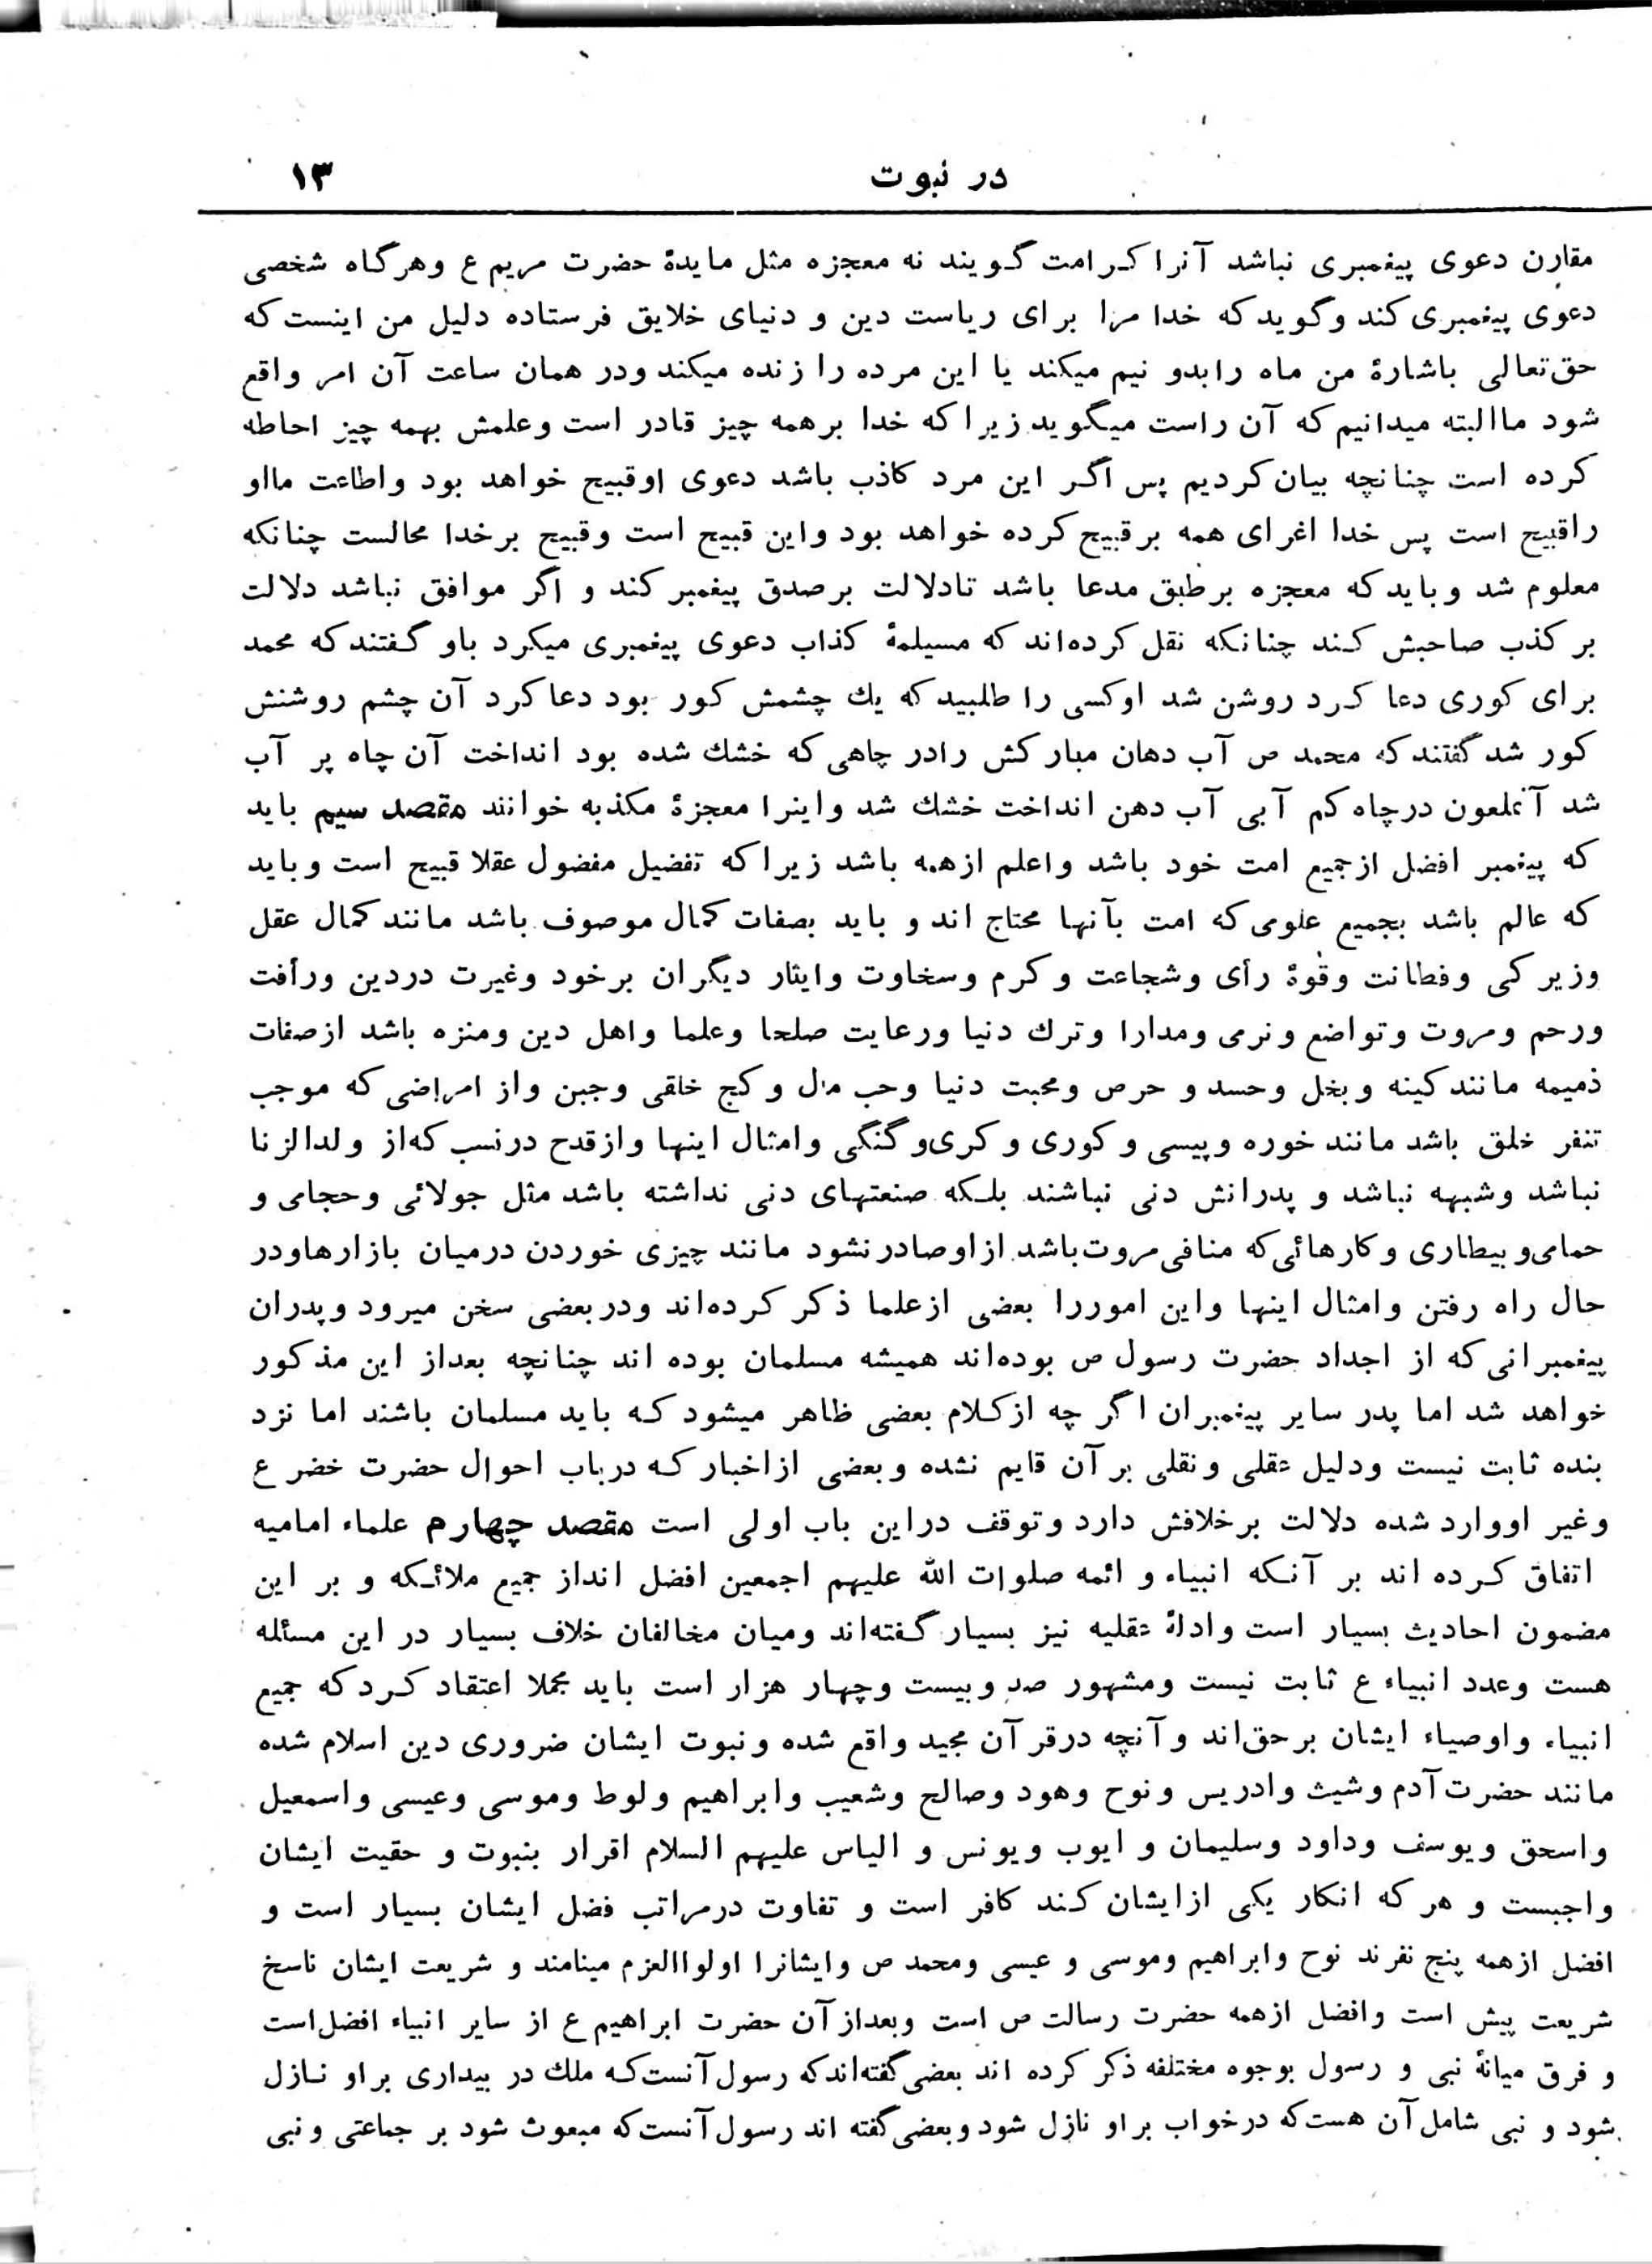 در نبوت ۱۳
مقارن دعوی پیغمبری نباشد آنرا کرامت گویند نه معجزه مثل مایدهٔ حضرت مریم ع وهرگاه شخصی
دعوی پیغمبری کند وگوید که خدا مرا برای ریاست دین و دنیای خلایق فرستاده دلیل من اینست که
حق‌تعالی باشارهٔ من ماه رابدو نیم میکند یا این مرده را زنده میکند ودر همان ساعت آن امر واقع
شود ماالبته میدانیم که آن راست میگوید زیرا که خدا بر همه چیز قادر است وعلمش بهمه چیز احاطه
کرده است چنانچه بیان کردیم پس اگر این مرد کاذب باشد دعوی اوقبیح خواهد بود واطاعت مااو
راقبیح است پس خدا اغرای همه بر قبیح کرده خواهد بود واین قبیح است وقبیح برخدا محالست چنانکه
معلوم شد وباید که معجزه برطبق مدعا باشد تادلالت برصدق پیغمبر کند و اگر موافق نباشد دلالت
بر کذب صاحبش کند چنانکه نقل کرده‌اند که مسیلمهٔ کذاب دعوی پیغمبری میکرد باو گفتند که محمد
برای کوری دعا کرد روشن شد اوکسی را طلبید که یك چشمش کور بود دعا کرد آن چشم روشنش
کور شد گفتند که محمد ص آب دهان مبارکش رادر چاهی که خشك شده بود انداخت آن چاه پر آب
شد آنملعون درچاه کم آبی آب دهن انداخت خشك شد واینرا معجزهٔ مکذبه خوانند مقصد سیم باید
که پیغمبر افضل ازجمیع امت خود باشد واعلم ازهمه باشد زیرا که تفضیل مفضول عقلا قبیح است وباید
که عالم باشد بجمیع علومی که امت بآنها محتاج اند و باید بصفات کمال موصوف باشد مانند کمال عقل
وزیرکی وفطانت وقوهٔ رأی وشجاعت وکرم وسخاوت وایثار دیگران برخود وغیرت دردین ورأفت
ورحم ومروت وتواضع ونرمی ومدارا وترك دنیا ورعایت صلحا وعلما واهل دین ومنزه باشد ازصفات
ذمیمه مانند کینه وبخل وحسد و حرص ومحبت دنیا وحب مال وکج خلقی وجبن واز امراضی که موجب
تنفر خلق باشد مانند خوره وپیسی وکوری وکری‌وگنگی وامثال اینها وازقدح درنسب که‌از ولدالزنا
نباشد وشبهه نباشد و پدرانش دنی نباشند بلکه صنعتهای دنی نداشته باشد مثل جولائی وحجامی و
حمامی‌وبیطاری وکارهائی‌که منافی‌مروت‌باشد ازاوصادرنشود مانند چیزی خوردن درمیان بازارهاودر
حال راه رفتن وامثال اینها واین اموررا بعضی ازعلما ذکر کرده‌اند ودربعضی سخن میرود وپدران
پیغمبرانی که از اجداد حضرت رسول ص بوده‌اند همیشه مسلمان بوده اند چنانچه بعداز این مذکور
خواهد شد اما پدر سایر پیغمبران اگر چه ازکلام بعضی ظاهر میشود که باید مسلمان باشند اما نزد
بنده ثابت نیست ودلیل عقلی ونقلی بر آن قایم نشده وبعضی ازاخبار که درباب احوال حضرت خضر ع
وغیر اووارد شده دلالت برخلافش دارد وتوقف دراین باب اولی است مقصد چهارم علماء امامیه
اتفاق کرده اند بر آنکه انبیاء و ائمه صلوات الله علیهم اجمعین افضل انداز جمیع ملائکه و بر این
مضمون احادیث بسیار است وادلهٔ عقلیه نیز بسیار گفته‌اند ومیان مخالفان خلاف بسیار در این مسئله
هست وعدد انبیاء ع ثابت نیست ومشهور صد وبیست وچهار هزار است باید مجملا اعتقاد کرد که جمیع
انبیاء واوصیاء ایشان برحق‌اند وآنچه درقرآن مجید واقع شده ونبوت ایشان ضروری دین اسلام شده
مانند حضرت آدم وشیث وادریس ونوح وهود وصالح وشعیب وابراهیم ولوط وموسی وعیسی واسمعیل
واسحق ویوسف وداود وسلیمان و ایوب ویونس و الیاس علیهم السلام اقرار بنبوت و حقیت ایشان
واجبست و هر که انکار یکی ازایشان کند کافر است و تفاوت درمراتب فضل ایشان بسیار است و
افضل ازهمه پنج نفرند نوح وابراهیم وموسی و عیسی ومحمد ص وایشانرا اولواالعزم مینامند و شریعت ایشان ناسخ
شریعت پیش است وافضل ازهمه حضرت رسالت ص است وبعدازآن حضرت ابراهیم ع از سایر انبیاء افضل‌است
و فرق میانهٔ نبی و رسول بوجوه مختلفه ذکر کرده اند بعضی گفته‌اندکه رسول آنست‌که ملك در بیداری براو نازل
شود و نبی شامل آن هست‌که درخواب براو نازل شود وبعضی گفته اند رسول آنست‌که مبعوث شود بر جماعتی ونبی